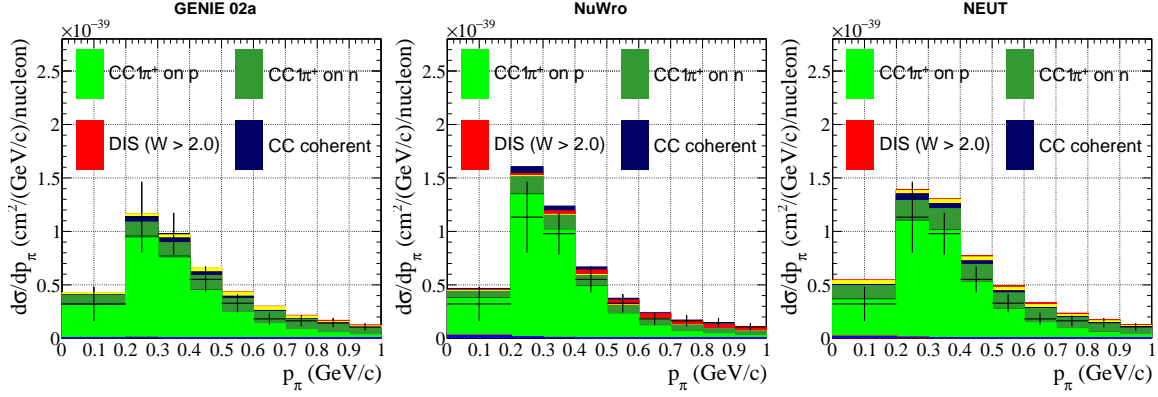 GENIE 02a
×10⁻³⁹
dσ/dp_π (cm²/(GeV/c)/nucleon)
2.5
2
1.5
1
0.5
0
CC1π⁺ on p
CC1π⁺ on n
DIS (W > 2.0)
CC coherent
0 0.1 0.2 0.3 0.4 0.5 0.6 0.7 0.8 0.9 1
p_π (GeV/c)
NuWro
×10⁻³⁹
dσ/dp_π (cm²/(GeV/c)/nucleon)
2.5
2
1.5
1
0.5
0
CC1π⁺ on p
CC1π⁺ on n
DIS (W > 2.0)
CC coherent
0 0.1 0.2 0.3 0.4 0.5 0.6 0.7 0.8 0.9 1
p_π (GeV/c)
NEUT
×10⁻³⁹
dσ/dp_π (cm²/(GeV/c)/nucleon)
2.5
2
1.5
1
0.5
0
CC1π⁺ on p
CC1π⁺ on n
DIS (W > 2.0)
CC coherent
0 0.1 0.2 0.3 0.4 0.5 0.6 0.7 0.8 0.9 1
p_π (GeV/c)